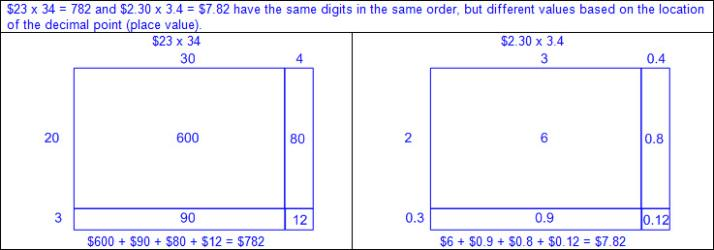 $23 x 34 = 782 and $2.30 x 3.4 = $7.82 have the same digits in the same order, but different values based on the location
of the decimal point (place value).
$23 x 34
30 4
20 600 80
3 90 12
$600 + $90 + $80 + $12 = $782
$2.30 x 3.4
3 0.4
2 6 0.8
0.3 0.9 0.12
$6 + $0.9 + $0.8 + $0.12 = $7.82